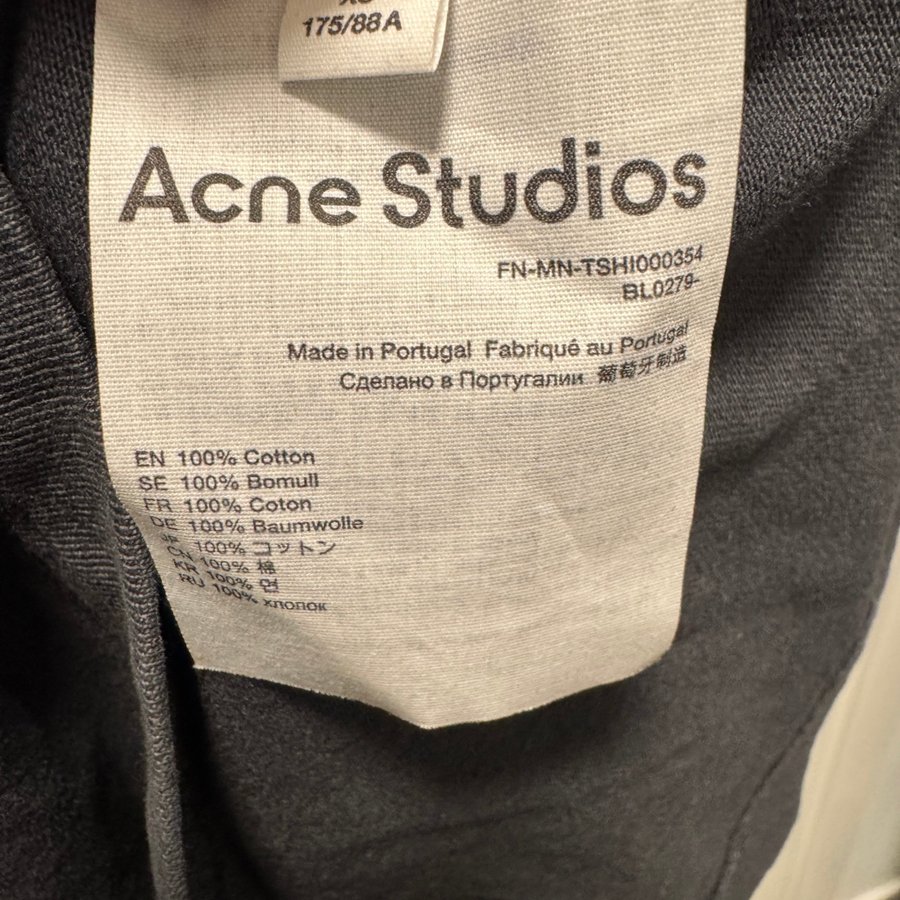 175/88A
Acne Studios
FN-MN-TSHI000354
BL0279-
Made in Portugal Fabriqué au Portugal
Сделано в Португалии 葡萄牙制造
EN 100% Cotton
SE 100% Bomull
FR 100% Coton
DE 100% Baumwolle
JP 100% コットン
CN 100% 棉
KR 100% 면
RU 100% хлопок